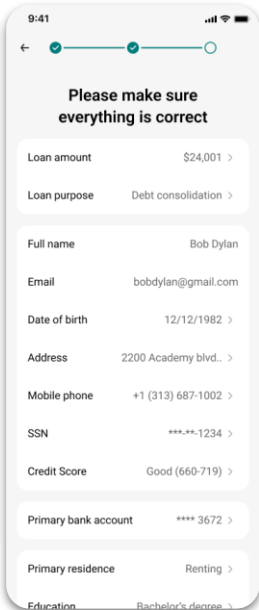 9:41
Please make sure
everything is correct
Loan amount $24,001 >
Loan purpose Debt consolidation >
Full name Bob Dylan
Email bobdylan@gmail.com
Date of birth 12/12/1982 >
Address 2200 Academy blvd.. >
Mobile phone +1 (313) 687-1002 >
SSN ***-**-1234 >
Credit Score Good (660-719) >
Primary bank account **** 3672 >
Primary residence Renting >
Education Bachelor's degree >